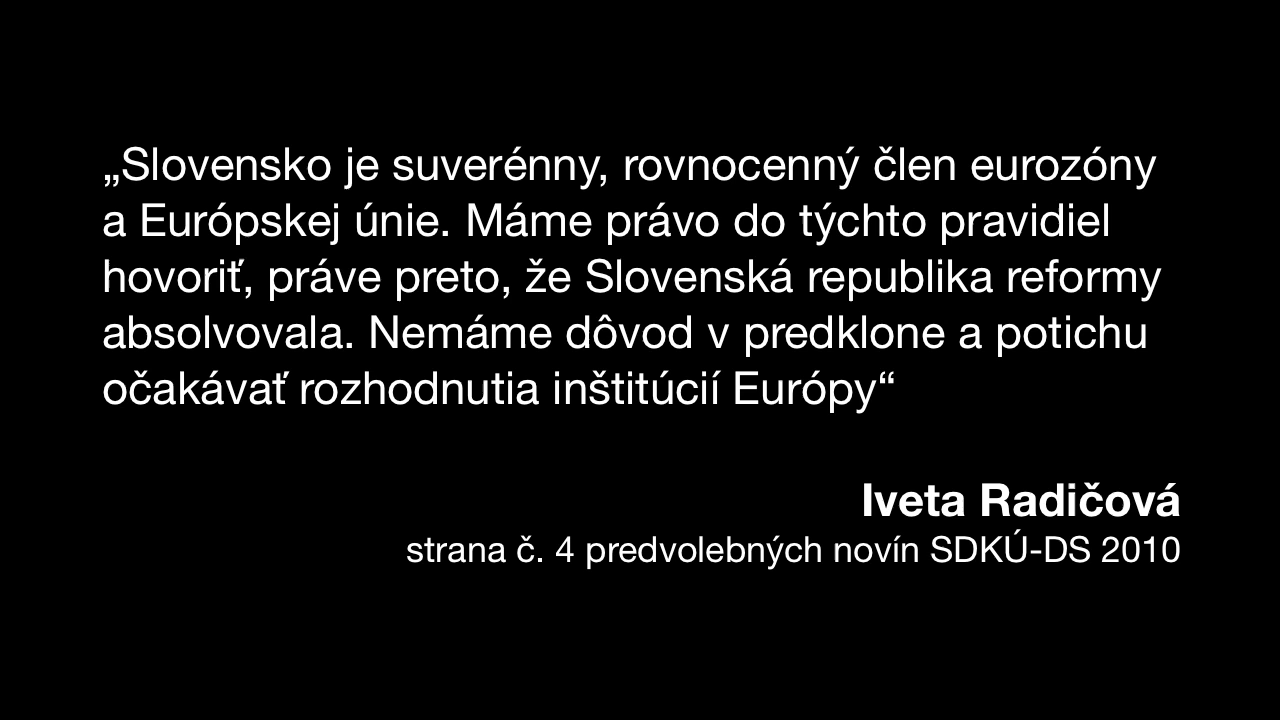 „Slovensko je suverénny, rovnocenný člen eurozóny
a Európskej únie. Máme právo do týchto pravidiel
hovoriť, práve preto, že Slovenská republika reformy
absolvovala. Nemáme dôvod v predklone a potichu
očakávať rozhodnutia inštitúcií Európy“
Iveta Radičová
strana č. 4 predvolebných novín SDKÚ-DS 2010